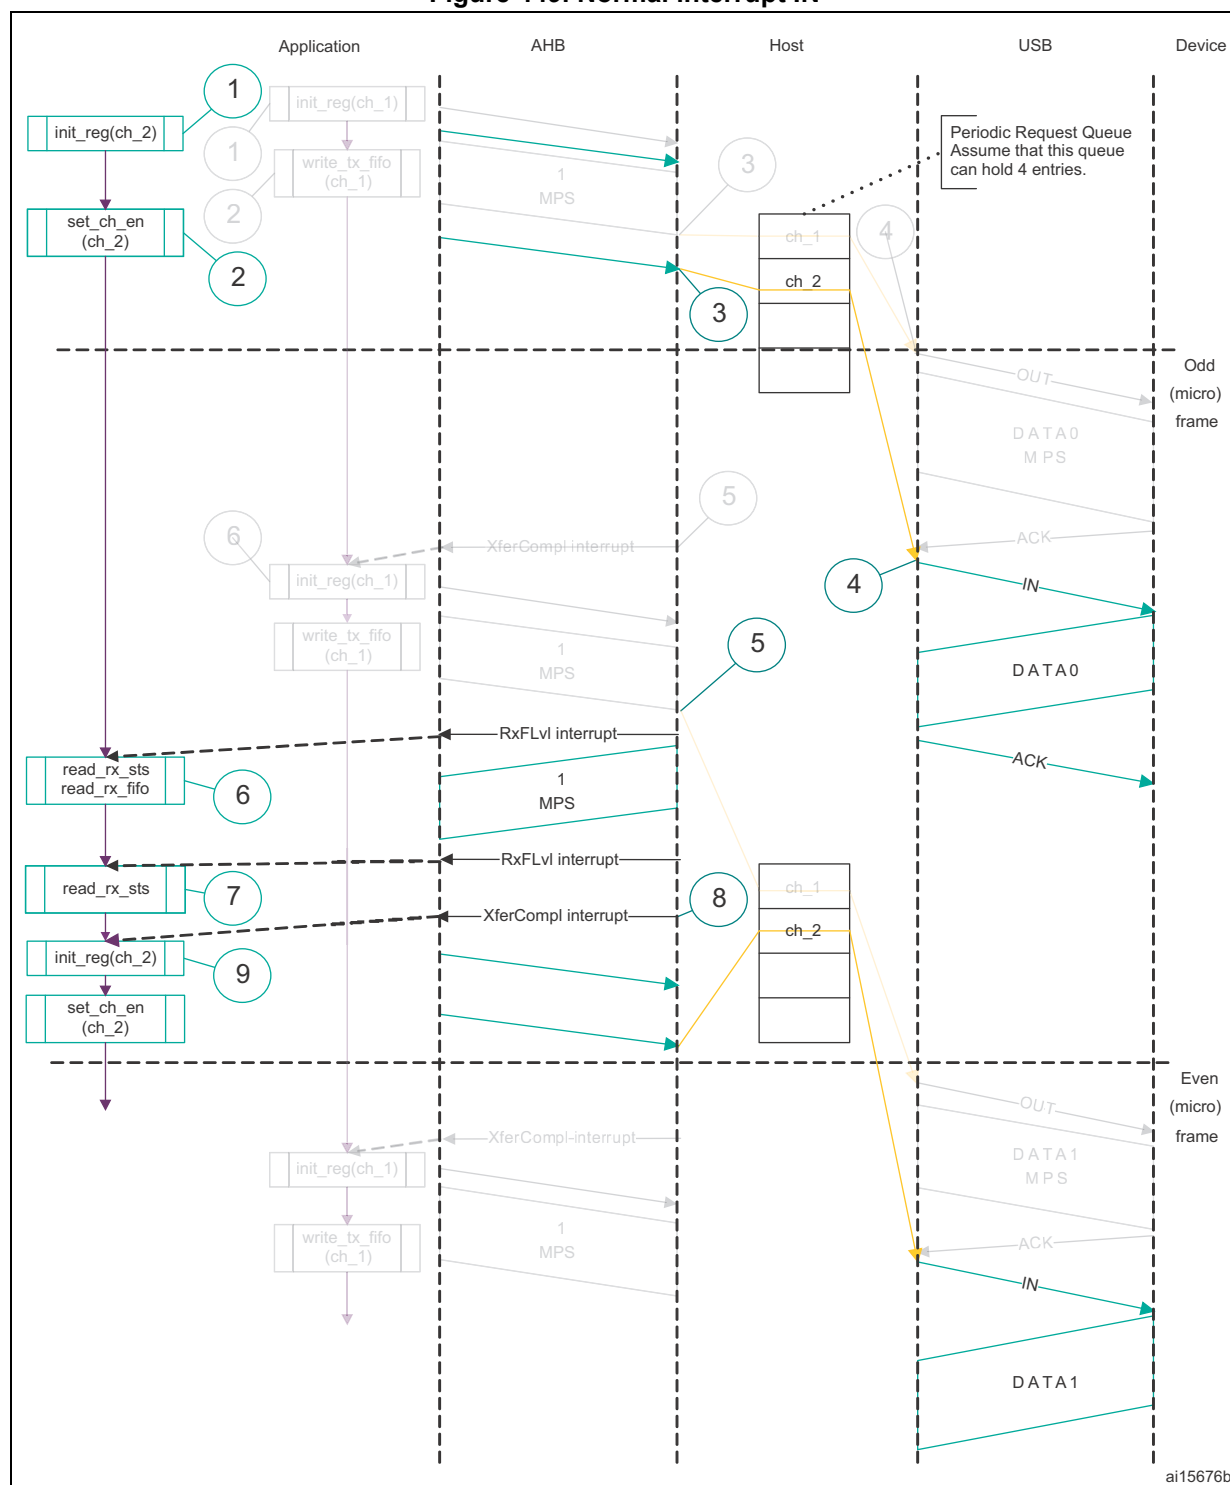 Application
AHB
Host
USB
Device
1
init_reg(ch_2)
init_reg(ch_1)
1
write_tx_fifo
(ch_1)
2
1
MPS
3
Periodic Request Queue
Assume that this queue
can hold 4 entries.
set_ch_en
(ch_2)
2
ch_1
4
ch_2
3
Odd
(micro)
frame
OUT
DATA0
MPS
5
6
XferCompl interrupt
ACK
init_reg(ch_1)
4
IN
write_tx_fifo
(ch_1)
1
MPS
5
DATA0
RxFLvl interrupt
ACK
read_rx_sts
read_rx_fifo
6
1
MPS
RxFLvl interrupt
read_rx_sts
7
8
ch_1
XferCompl interrupt
ch_2
init_reg(ch_2)
9
set_ch_en
(ch_2)
Even
(micro)
frame
OUT
XferCompl-interrupt
init_reg(ch_1)
DATA1
MPS
write_tx_fifo
(ch_1)
1
MPS
ACK
IN
DATA1
ai15676b